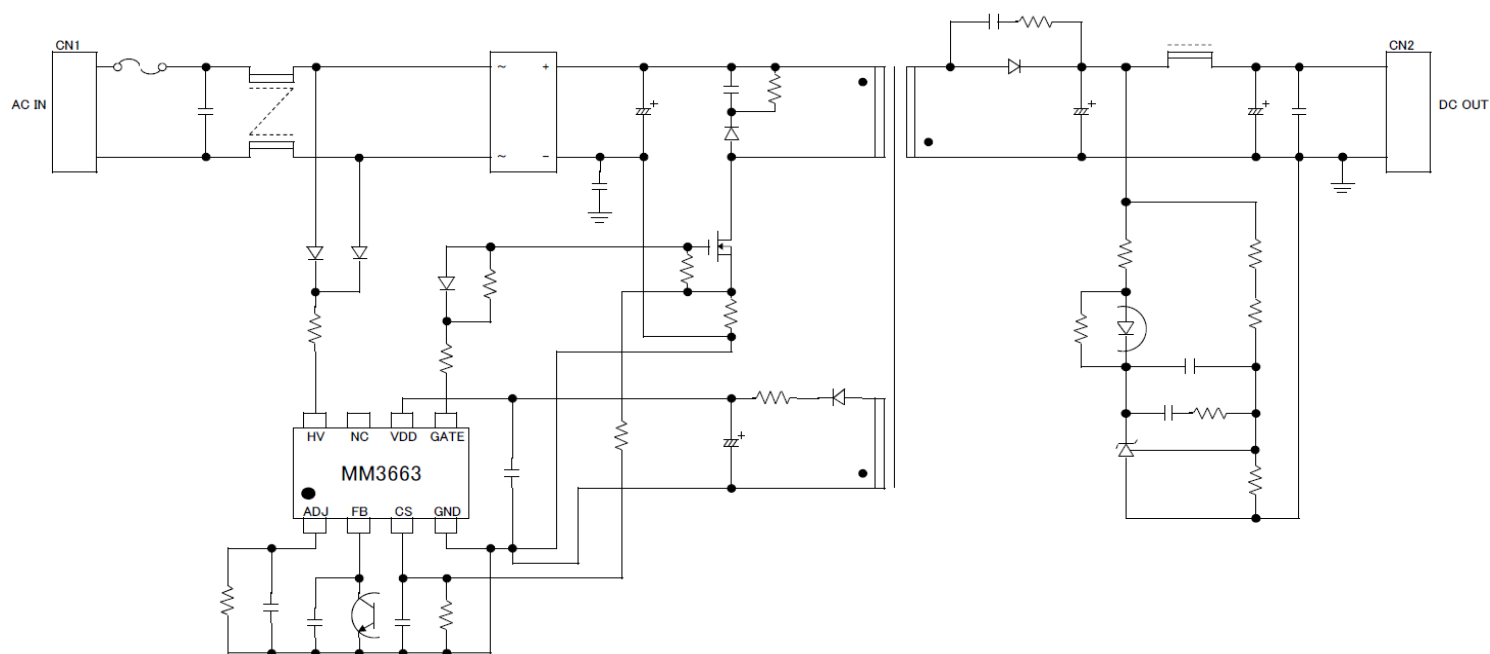 CN1
CN2
AC IN
DC OUT
~
+
~
−
+
+
+
+
HV
NC
VDD
GATE
MM3663
ADJ
FB
CS
GND